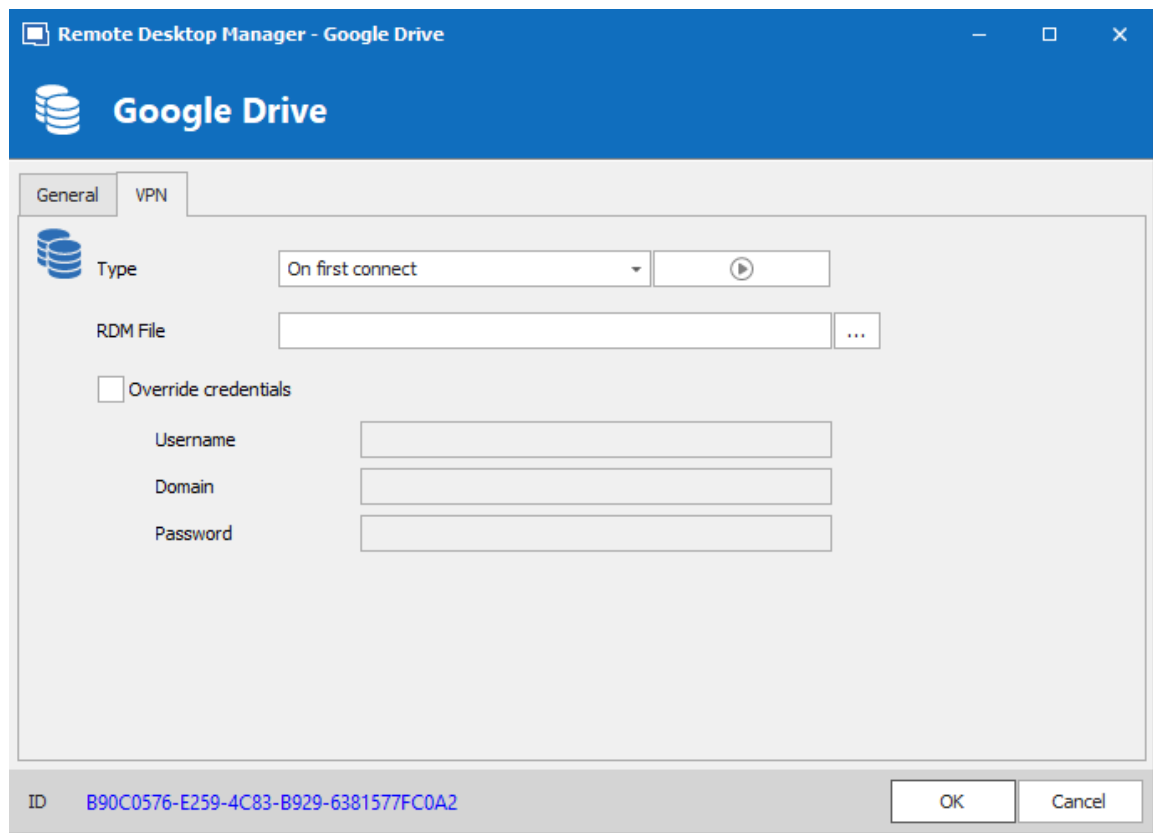 Remote Desktop Manager - Google Drive
Google Drive
General VPN
Type On first connect
RDM File ...
Override credentials
Username
Domain
Password
ID B90C0576-E259-4C83-B929-6381577FC0A2 OK Cancel